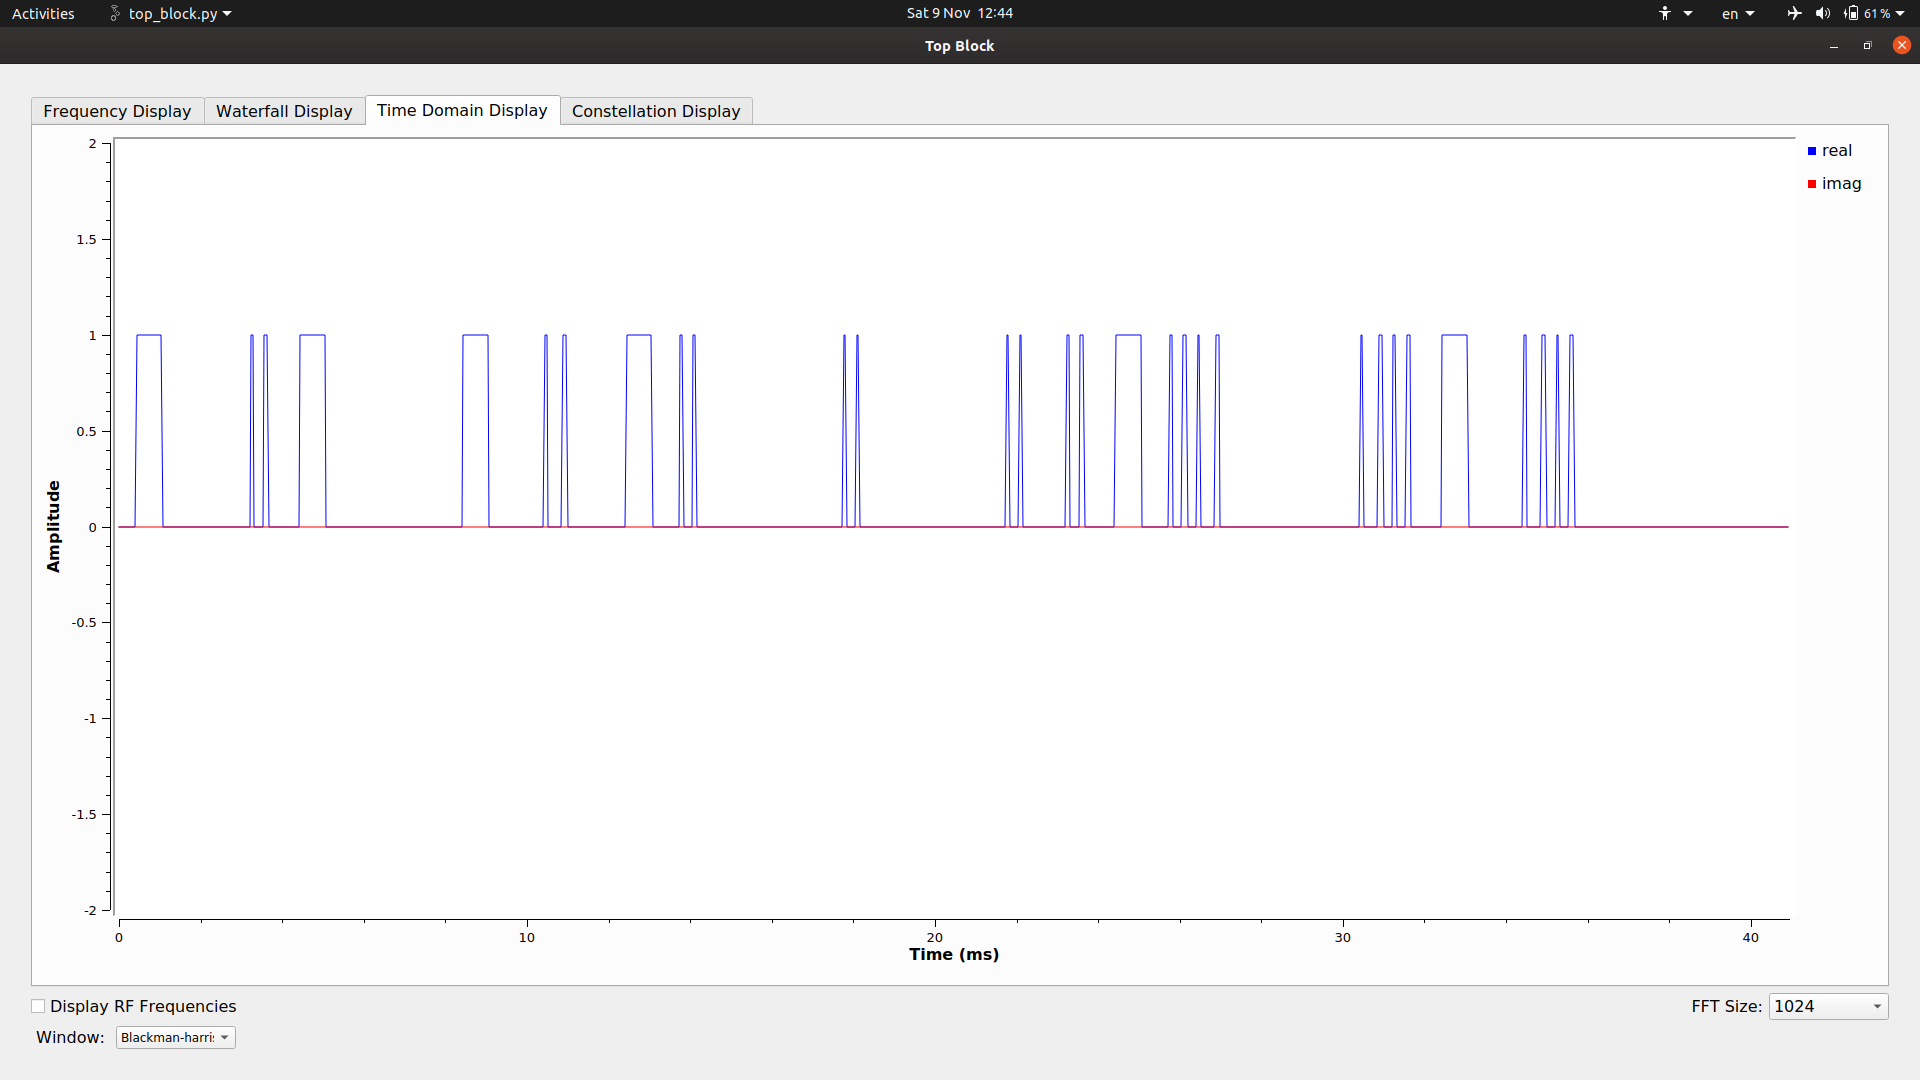 Activities top_block.py Sat 9 Nov 12:44 en 61 %
Top Block
Frequency Display Waterfall Display Time Domain Display Constellation Display
2
1.5
1
0.5
0
-0.5
-1
-1.5
-2
Amplitude
real
imag
0 10 20 30 40
Time (ms)
Display RF Frequencies
FFT Size: 1024
Window: Blackman-harri